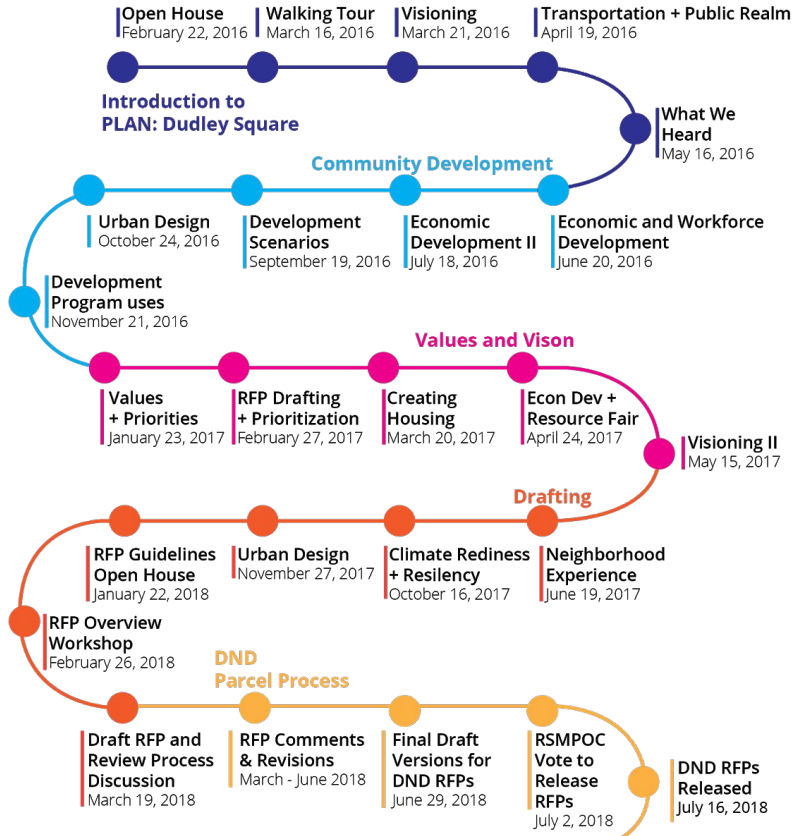 Open House
February 22, 2016
Walking Tour
March 16, 2016
Visioning
March 21, 2016
Transportation + Public Realm
April 19, 2016
Introduction to
PLAN: Dudley Square
What We
Heard
May 16, 2016
Community Development
Urban Design
October 24, 2016
Development
Scenarios
September 19, 2016
Economic
Development II
July 18, 2016
Economic and Workforce
Development
June 20, 2016
Development
Program uses
November 21, 2016
Values and Vison
Values
+ Priorities
January 23, 2017
RFP Drafting
+ Prioritization
February 27, 2017
Creating
Housing
March 20, 2017
Econ Dev +
Resource Fair
April 24, 2017
Visioning II
May 15, 2017
Drafting
RFP Guidelines
Open House
January 22, 2018
Urban Design
November 27, 2017
Climate Rediness
+ Resilency
October 16, 2017
Neighborhood
Experience
June 19, 2017
RFP Overview
Workshop
February 26, 2018
DND
Parcel Process
Draft RFP and
Review Process
Discussion
March 19, 2018
RFP Comments
& Revisions
March - June 2018
Final Draft
Versions for
DND RFPs
June 29, 2018
RSMPOC
Vote to
Release
RFPs
July 2, 2018
DND RFPs
Released
July 16, 2018